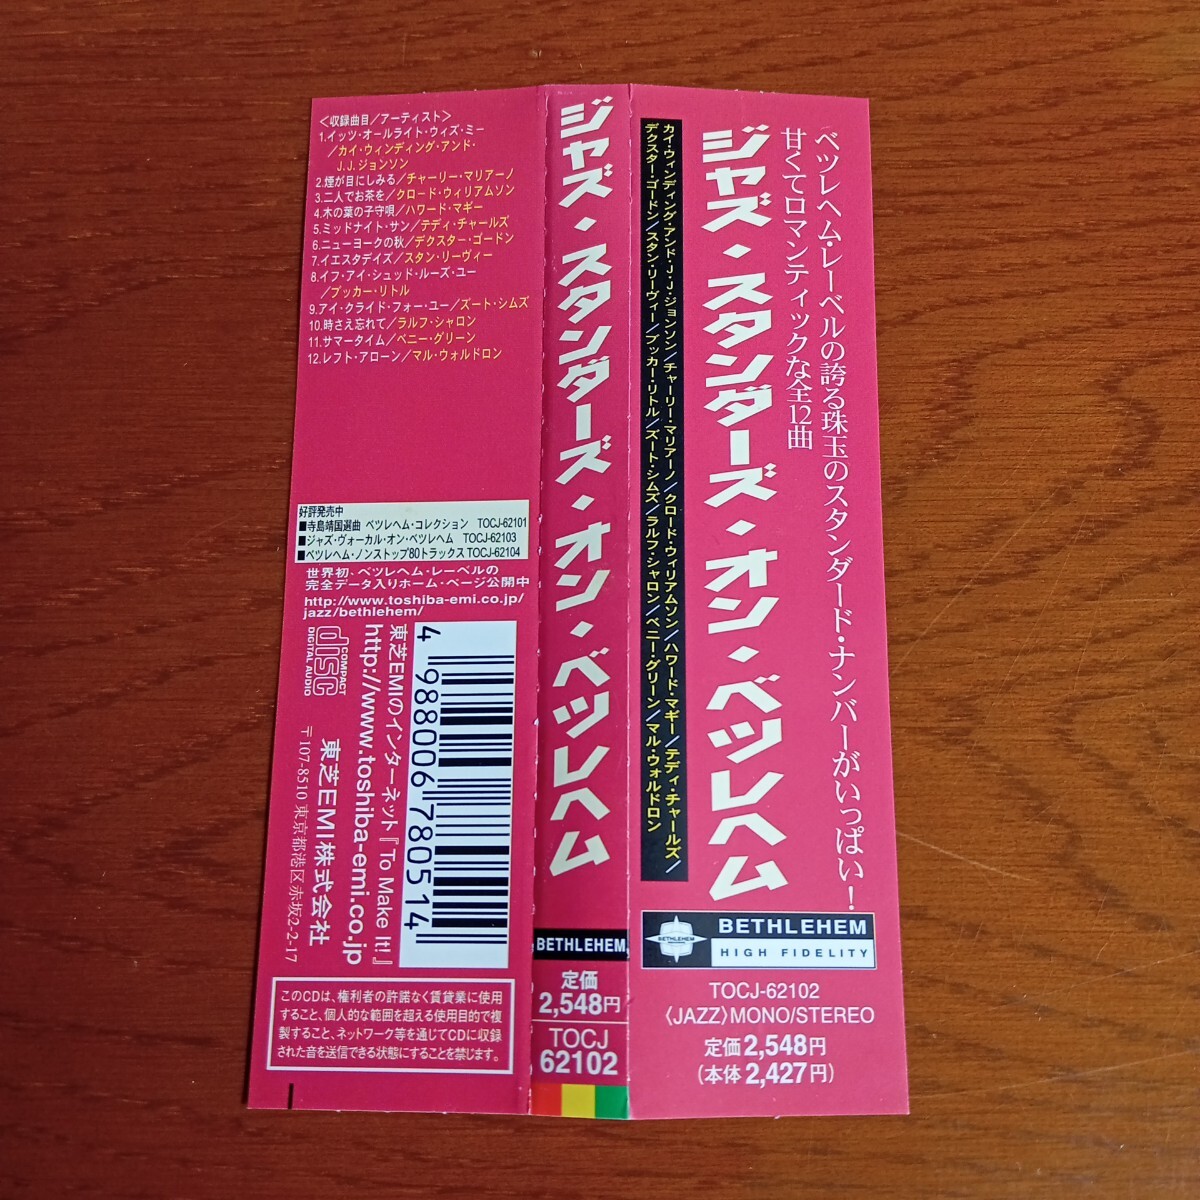 <収録曲目/アーティスト>
1.イッツ・オールライト・ウィズ・ミー
/カイ・ウィンディング・アンド・
J.J.ジョンソン
2.煙が目にしみる/チャーリー・マリアーノ
3.二人でお茶を/クロード・ウィリアムソン
4.木の葉の子守唄/ハワード・マギー
5.ミッドナイト・サン/テディ・チャールズ
6.ニューヨークの秋/デクスター・ゴードン
7.イエスタデイズ/スタン・リーヴィー
8.イフ・アイ・シュッド・ルーズ・ユー
/ブッカー・リトル
9.アイ・クライド・フォー・ユー/ズート・シムズ
10.時さえ忘れて/ラルフ・シャロン
11.サマータイム/ベニー・グリーン
12.レフト・アローン/マル・ウォルドロン
好評発売中
■寺島靖国選曲 ベツレヘム・コレクション TOCJ-62101
■ジャズ・ヴォーカル・オン・ベツレヘム TOCJ-62103
■ベツレヘム・ノンストップ80トラックス TOCJ-62104
世界初、ベツレヘム・レーベルの
完全データ入りホーム・ページ公開中
http://www.toshiba-emi.co.jp/
jazz/bethlehem/
COMPACT
disc
DIGITAL AUDIO
4 988006 780514
東芝EMIのインターネット『To Make It!』
http://www.toshiba-emi.co.jp
東芝EMI株式会社
〒107-8510 東京都港区赤坂2-2-17
このCDは、権利者の許諾なく賃貸業に使用
すること、個人的な範囲を超える使用目的で複
製すること、ネットワーク等を通じてCDに収録
された音を送信できる状態にすることを禁じます。
ジャズ・スタンダーズ・オン・ベツレヘム
BETHLEHEM
定価
2,548円
TOCJ
62102
ベツレヘム・レーベルの誇る珠玉のスタンダード・ナンバーがいっぱい!
甘くてロマンティックな全12曲
ジャズ・スタンダーズ・オン・ベツレヘム
カイ・ウィンディング・アンド・J・J・ジョンソン/チャーリー・マリアーノ/クロード・ウィリアムソン/ハワード・マギー/テディ・チャールズ/
デクスター・ゴードン/スタン・リーヴィー/ブッカー・リトル/ズート・シムズ/ラルフ・シャロン/ベニー・グリーン/マル・ウォルドロン
BETHLEHEM
BETHLEHEM
HIGH FIDELITY
TOCJ-62102
〈JAZZ〉MONO/STEREO
定価2,548円
(本体2,427円)